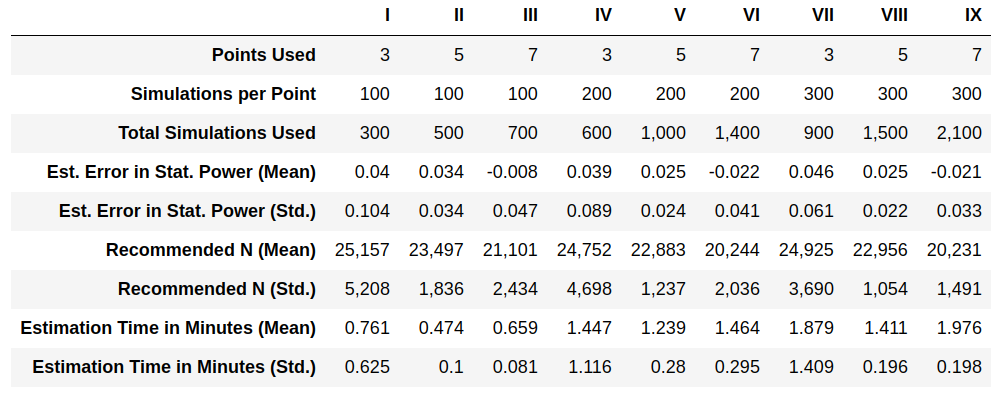 I II III IV V VI VII VIII IX
Points Used 3 5 7 3 5 7 3 5 7
Simulations per Point 100 100 100 200 200 200 300 300 300
Total Simulations Used 300 500 700 600 1,000 1,400 900 1,500 2,100
Est. Error in Stat. Power (Mean) 0.04 0.034 -0.008 0.039 0.025 -0.022 0.046 0.025 -0.021
Est. Error in Stat. Power (Std.) 0.104 0.034 0.047 0.089 0.024 0.041 0.061 0.022 0.033
Recommended N (Mean) 25,157 23,497 21,101 24,752 22,883 20,244 24,925 22,956 20,231
Recommended N (Std.) 5,208 1,836 2,434 4,698 1,237 2,036 3,690 1,054 1,491
Estimation Time in Minutes (Mean) 0.761 0.474 0.659 1.447 1.239 1.464 1.879 1.411 1.976
Estimation Time in Minutes (Std.) 0.625 0.1 0.081 1.116 0.28 0.295 1.409 0.196 0.198